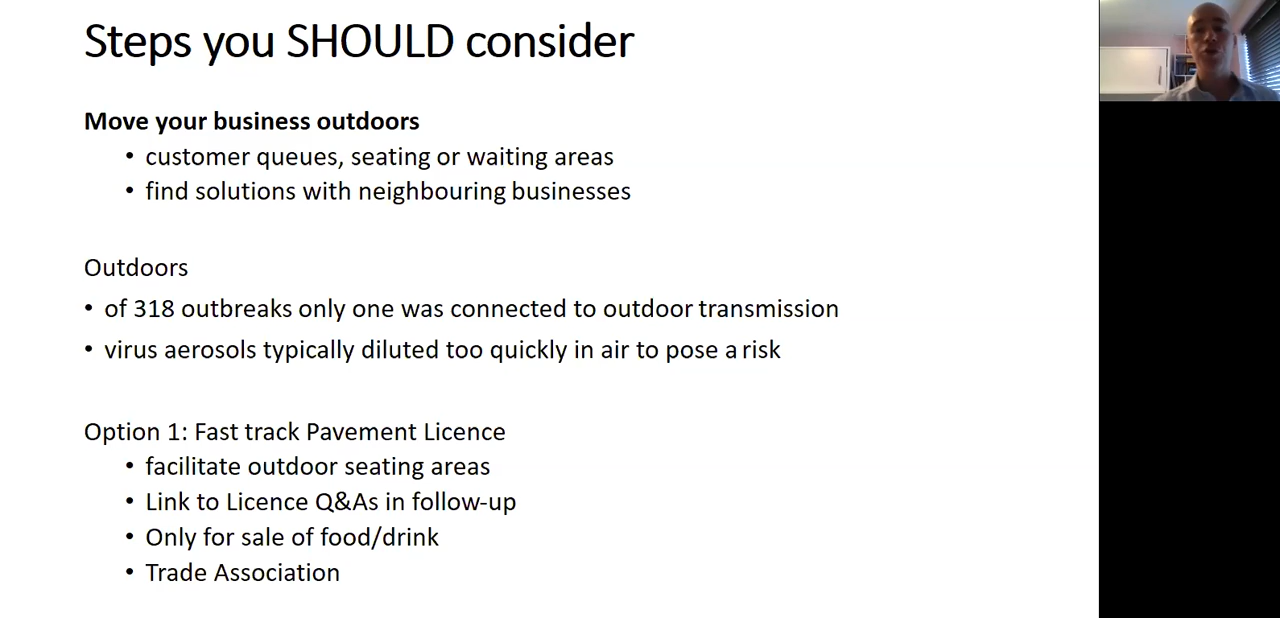 Steps you SHOULD consider
Move your business outdoors
• customer queues, seating or waiting areas
• find solutions with neighbouring businesses
Outdoors
• of 318 outbreaks only one was connected to outdoor transmission
• virus aerosols typically diluted too quickly in air to pose a risk
Option 1: Fast track Pavement Licence
• facilitate outdoor seating areas
• Link to Licence Q&As in follow-up
• Only for sale of food/drink
• Trade Association